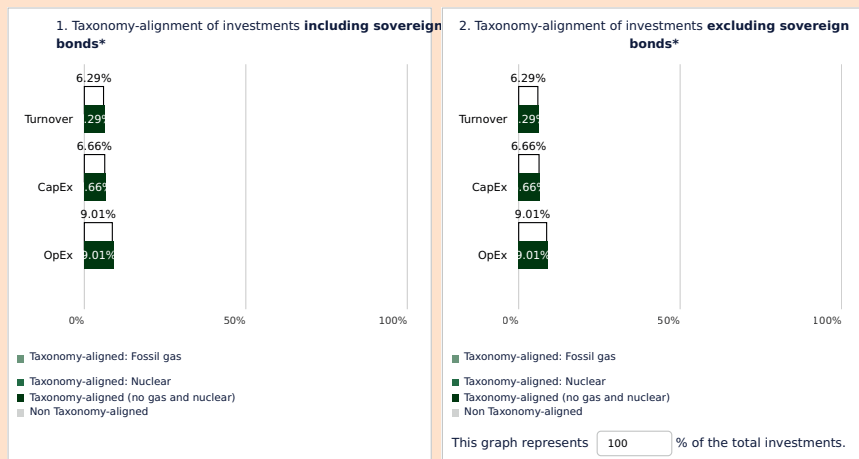 1. Taxonomy-alignment of investments including sovereign
bonds*
6.29%
Turnover
.29%
6.66%
CapEx
.66%
9.01%
OpEx
9.01%
0%
50%
100%
Taxonomy-aligned: Fossil gas
Taxonomy-aligned: Nuclear
Taxonomy-aligned (no gas and nuclear)
Non Taxonomy-aligned
2. Taxonomy-alignment of investments excluding sovereign
bonds*
6.29%
Turnover
.29%
6.66%
CapEx
.66%
9.01%
OpEx
9.01%
0%
50%
100%
Taxonomy-aligned: Fossil gas
Taxonomy-aligned: Nuclear
Taxonomy-aligned (no gas and nuclear)
Non Taxonomy-aligned
This graph represents 100 % of the total investments.